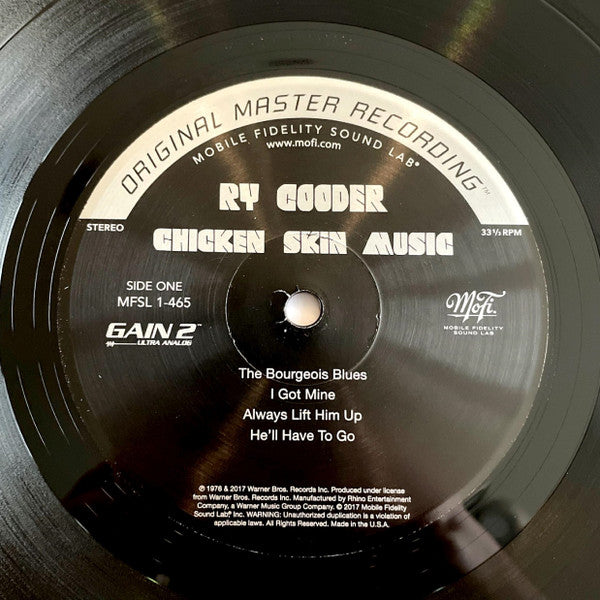 ORIGINAL MASTER RECORDING™
MOBILE FIDELITY SOUND LAB®
www.mofi.com
RY COODER
CHICKEN SKIN MUSIC
STEREO
33⅓ RPM
SIDE ONE
MFSL 1-465
GAIN 2™
ULTRA ANALOG
MoFi
MOBILE FIDELITY
SOUND LAB
The Bourgeois Blues
I Got Mine
Always Lift Him Up
He'll Have To Go
℗ 1976 & 2017 Warner Bros. Records Inc. Produced under license
from Warner Bros. Records Inc. Manufactured by Rhino Entertainment
Company, a Warner Music Group Company. © 2017 Mobile Fidelity
Sound Lab® Inc. WARNING: Unauthorized duplication is a violation of
applicable laws. All Rights Reserved. Made in the U.S.A.